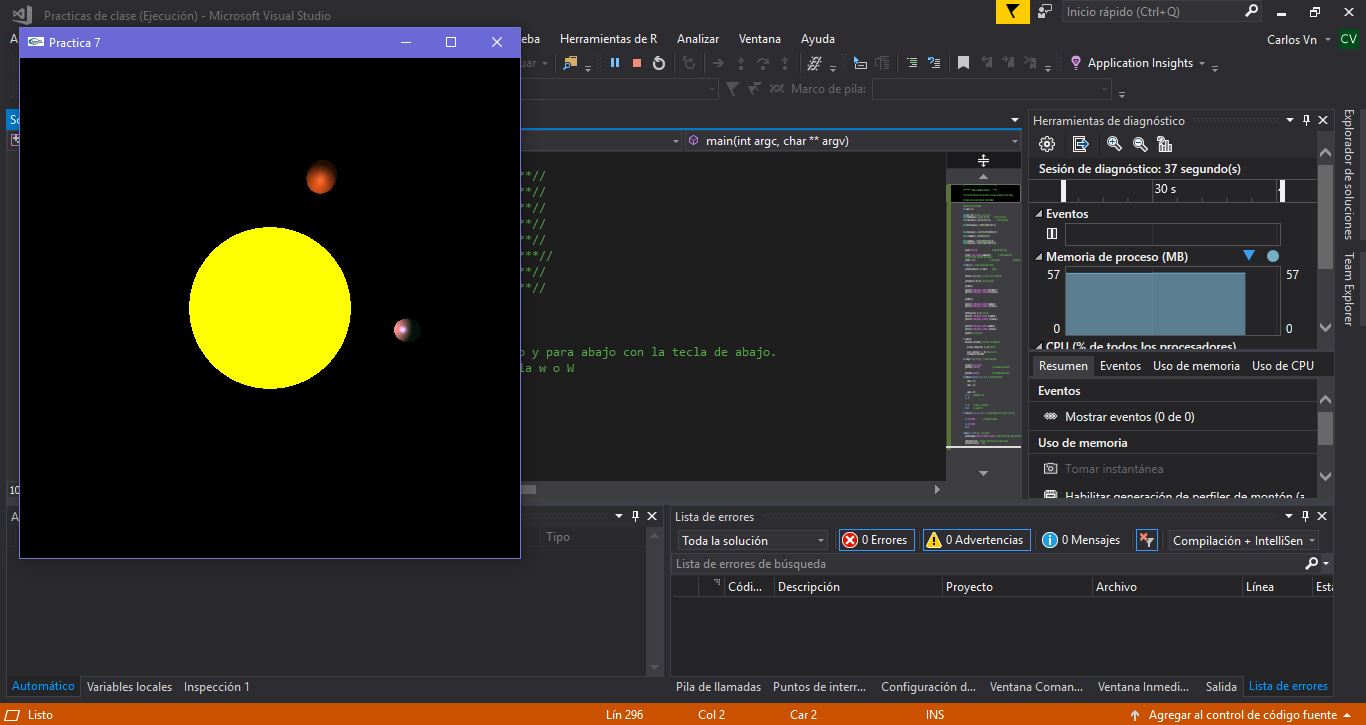 Practicas de clase (Ejecución) - Microsoft Visual Studio
Inicio rápido (Ctrl+Q)
Practica 7
Herramientas de R Analizar Ventana Ayuda
Carlos Vn CV
Application Insights
Marco de pila:
main(int argc, char ** argv)
**//
**//
**//
**//
**//
***//
**//
**//
o y para abajo con la tecla de abajo.
la w o W
Herramientas de diagnóstico
Sesión de diagnóstico: 37 segundo(s)
30 s
Eventos
Memoria de proceso (MB)
57 57
0 0
CPU (% de todos los procesadores)
Resumen Eventos Uso de memoria Uso de CPU
Eventos
Mostrar eventos (0 de 0)
Uso de memoria
Tomar instantánea
Habilitar generación de perfiles de montón (a
Explorador de soluciones
Team Explorer
Tipo
Automático Variables locales Inspección 1
Lista de errores
Toda la solución 0 Errores 0 Advertencias 0 Mensajes Compilación + IntelliSen
Lista de errores de búsqueda
Códi... Descripción Proyecto Archivo Línea Esta
Pila de llamadas Puntos de interr... Configuración d... Ventana Coman... Ventana Inmedi... Salida Lista de errores
Listo Lín 296 Col 2 Car 2 INS Agregar al control de código fuente